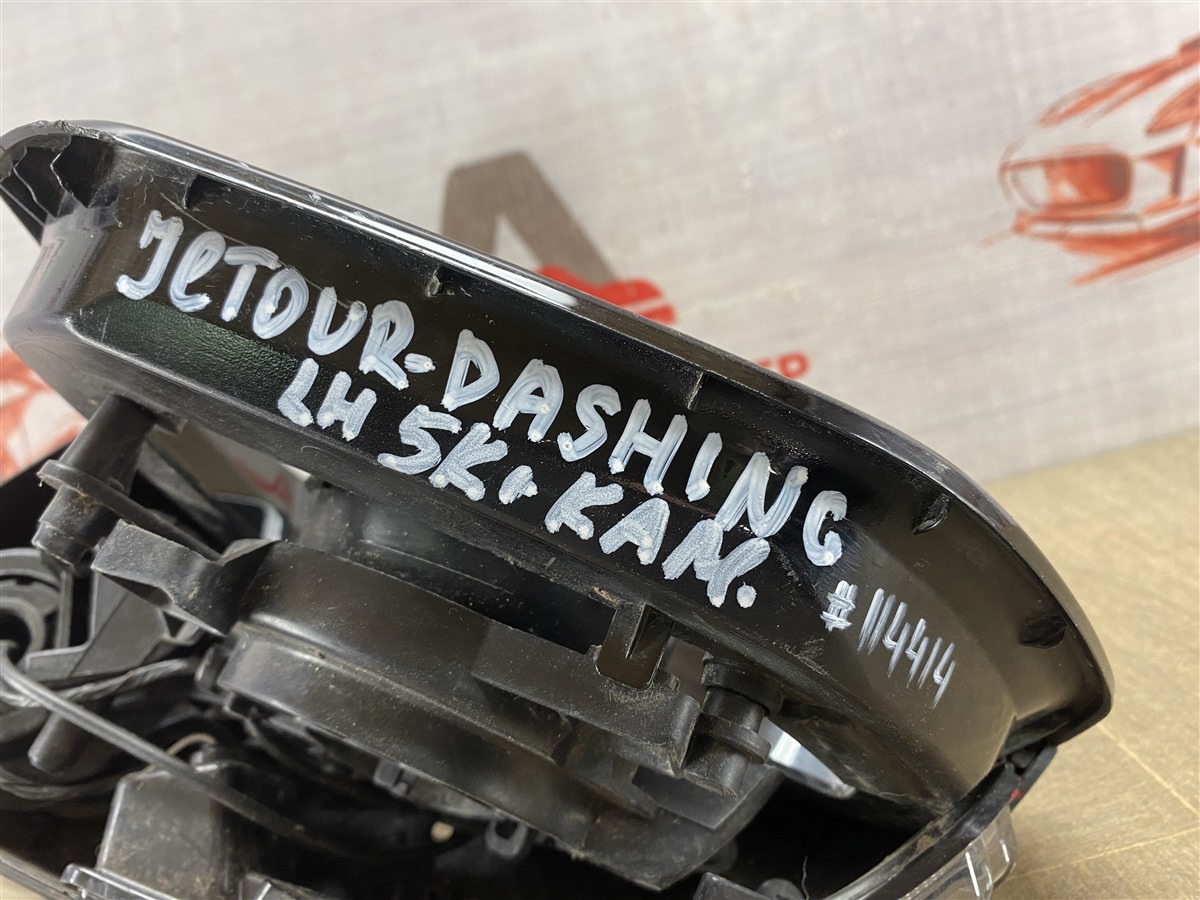 JeTOUR-DASHING
LH 5K+KAM.
#114414